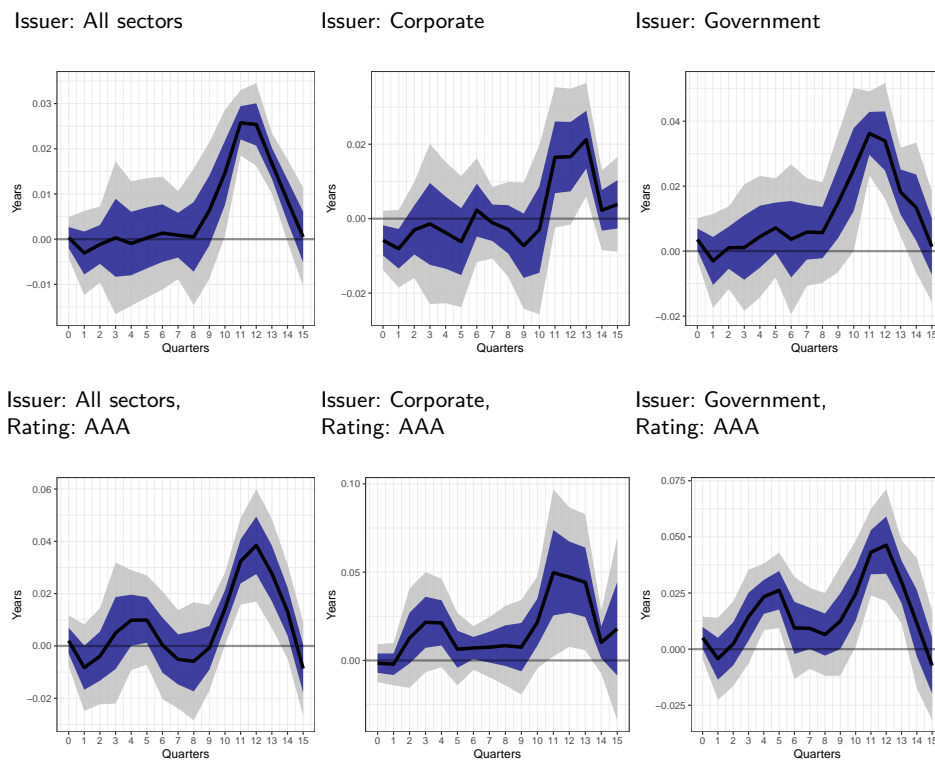 Issuer: All sectors
Issuer: Corporate
Issuer: Government
Years
0.03
0.02
0.01
0.00
−0.01
0 1 2 3 4 5 6 7 8 9 10 11 12 13 14 15
Quarters
Years
0.02
0.00
−0.02
0 1 2 3 4 5 6 7 8 9 10 11 12 13 14 15
Quarters
Years
0.04
0.02
0.00
−0.02
0 1 2 3 4 5 6 7 8 9 10 11 12 13 14 15
Quarters
Issuer: All sectors,
Rating: AAA
Issuer: Corporate,
Rating: AAA
Issuer: Government,
Rating: AAA
Years
0.06
0.04
0.02
0.00
−0.02
0 1 2 3 4 5 6 7 8 9 10 11 12 13 14 15
Quarters
Years
0.10
0.05
0.00
0 1 2 3 4 5 6 7 8 9 10 11 12 13 14 15
Quarters
Years
0.075
0.050
0.025
0.000
−0.025
0 1 2 3 4 5 6 7 8 9 10 11 12 13 14 15
Quarters